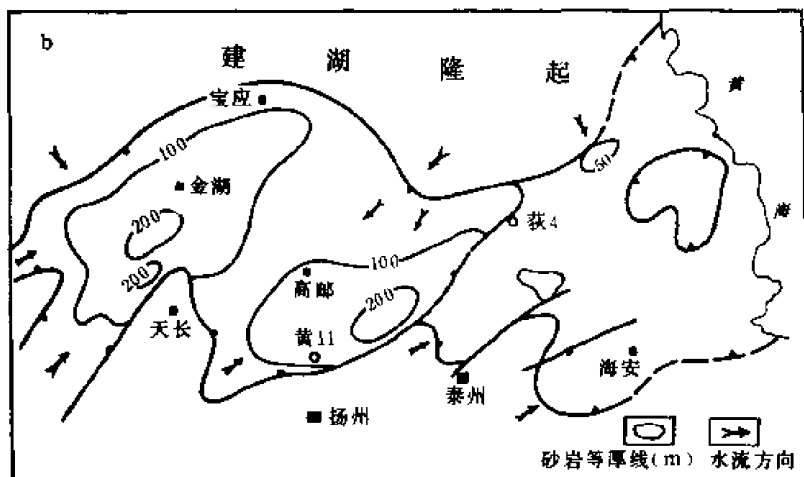 b
建湖隆起
宝应
黄海
100
50
金湖
200
200
荻4
100
高邮
200
天长
黄11
海安
泰州
扬州
砂岩等厚线(m) 水流方向